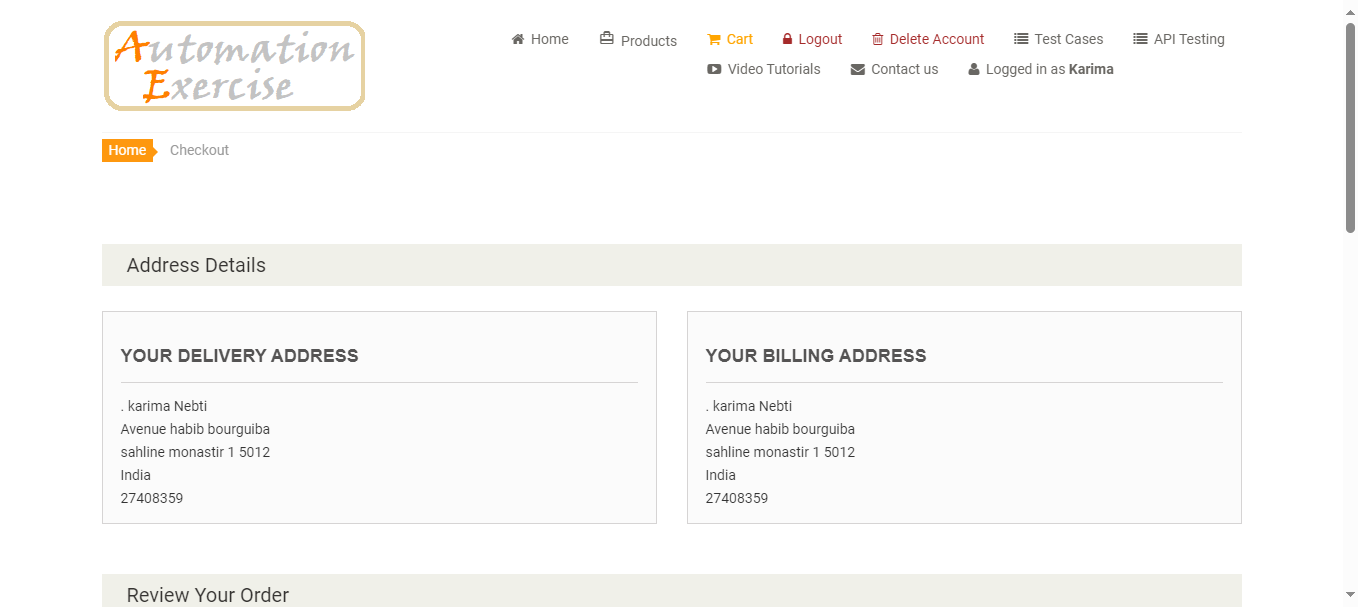 Automation
Exercise
Home Products Cart Logout Delete Account Test Cases API Testing
Video Tutorials Contact us Logged in as Karima
Home Checkout
Address Details
YOUR DELIVERY ADDRESS
. karima Nebti
Avenue habib bourguiba
sahline monastir 1 5012
India
27408359
YOUR BILLING ADDRESS
. karima Nebti
Avenue habib bourguiba
sahline monastir 1 5012
India
27408359
Review Your Order